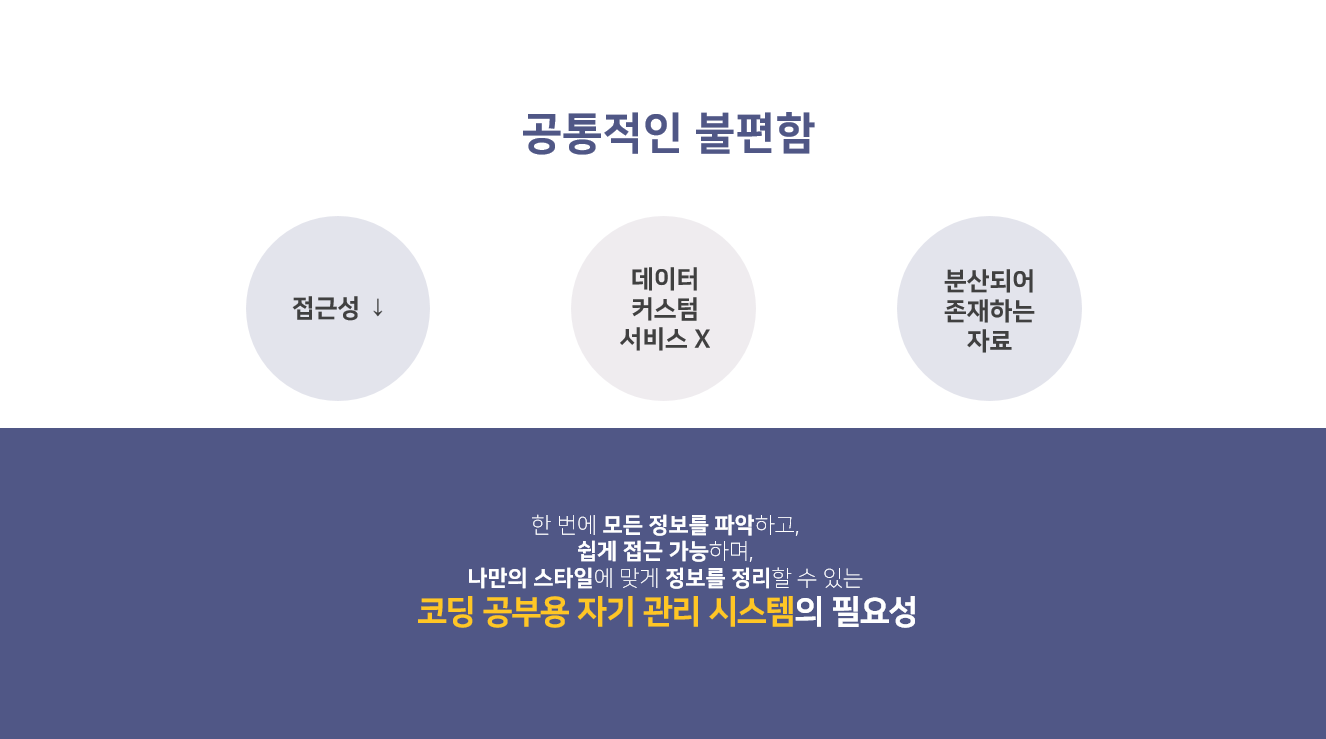 공통적인 불편함
접근성 ↓
데이터
커스텀
서비스 X
분산되어
존재하는
자료
한 번에 모든 정보를 파악하고,
쉽게 접근 가능하며,
나만의 스타일에 맞게 정보를 정리할 수 있는
코딩 공부용 자기 관리 시스템의 필요성